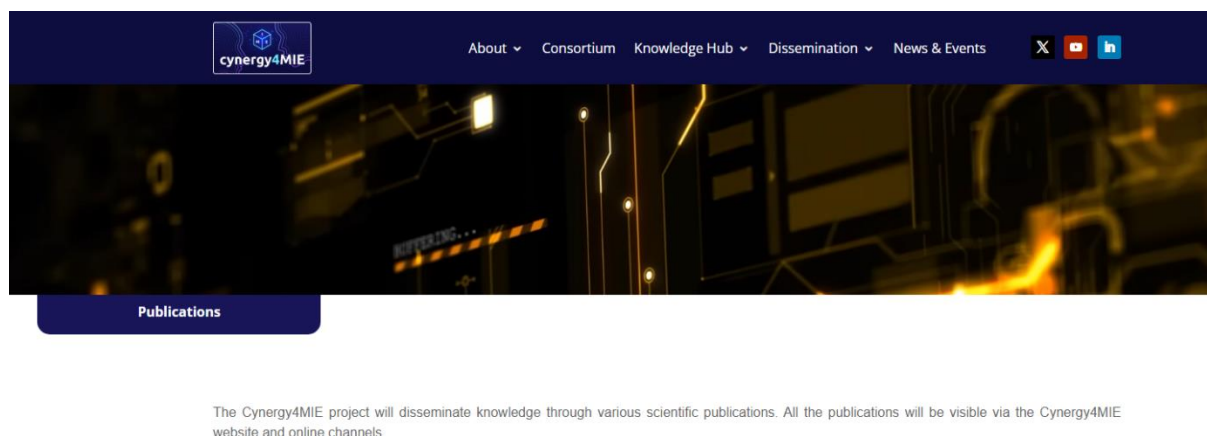 cynergy4MIE
About
Consortium
Knowledge Hub
Dissemination
News & Events
X
in
BUFFERING...
Publications
The Cynergy4MIE project will disseminate knowledge through various scientific publications. All the publications will be visible via the Cynergy4MIE
website and online channels.